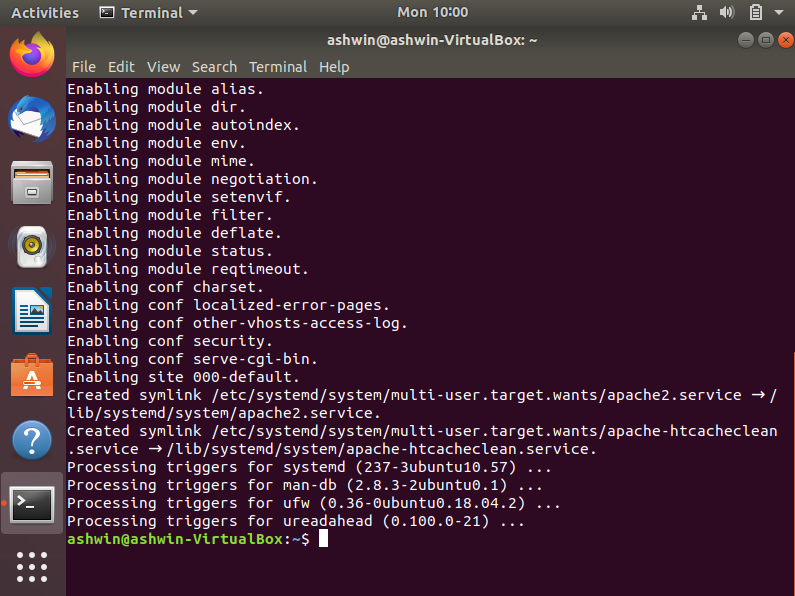 Activities Terminal Mon 10:00
ashwin@ashwin-VirtualBox: ~
File Edit View Search Terminal Help
Enabling module alias.
Enabling module dir.
Enabling module autoindex.
Enabling module env.
Enabling module mime.
Enabling module negotiation.
Enabling module setenvif.
Enabling module filter.
Enabling module deflate.
Enabling module status.
Enabling module reqtimeout.
Enabling conf charset.
Enabling conf localized-error-pages.
Enabling conf other-vhosts-access-log.
Enabling conf security.
Enabling conf serve-cgi-bin.
Enabling site 000-default.
Created symlink /etc/systemd/system/multi-user.target.wants/apache2.service → /
lib/systemd/system/apache2.service.
Created symlink /etc/systemd/system/multi-user.target.wants/apache-htcacheclean
.service → /lib/systemd/system/apache-htcacheclean.service.
Processing triggers for systemd (237-3ubuntu10.57) ...
Processing triggers for man-db (2.8.3-2ubuntu0.1) ...
Processing triggers for ufw (0.36-0ubuntu0.18.04.2) ...
Processing triggers for ureadahead (0.100.0-21) ...
ashwin@ashwin-VirtualBox:~$